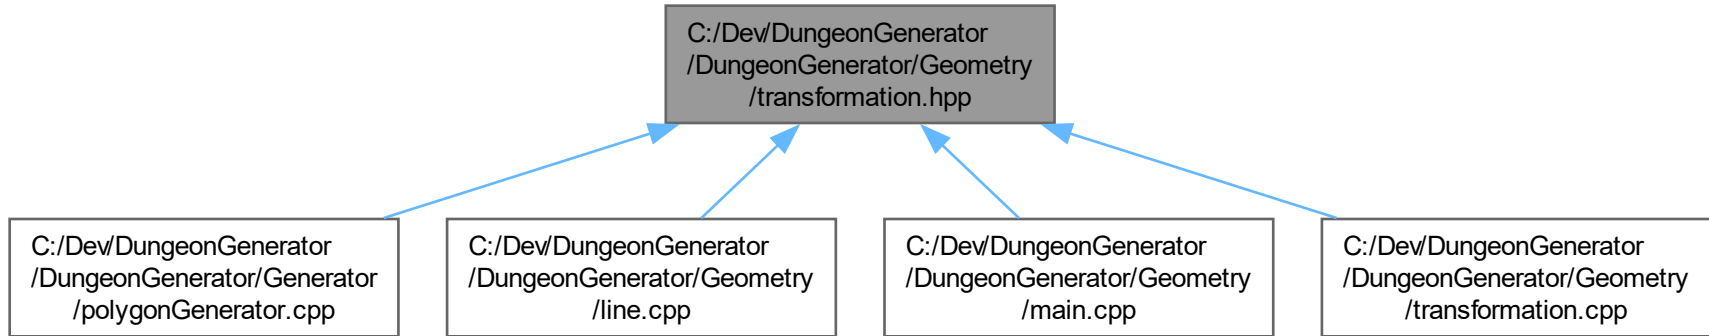 C:/Dev/DungeonGenerator
/DungeonGenerator/Geometry
/transformation.hpp
C:/Dev/DungeonGenerator
/DungeonGenerator/Generator
/polygonGenerator.cpp
C:/Dev/DungeonGenerator
/DungeonGenerator/Geometry
/line.cpp
C:/Dev/DungeonGenerator
/DungeonGenerator/Geometry
/main.cpp
C:/Dev/DungeonGenerator
/DungeonGenerator/Geometry
/transformation.cpp